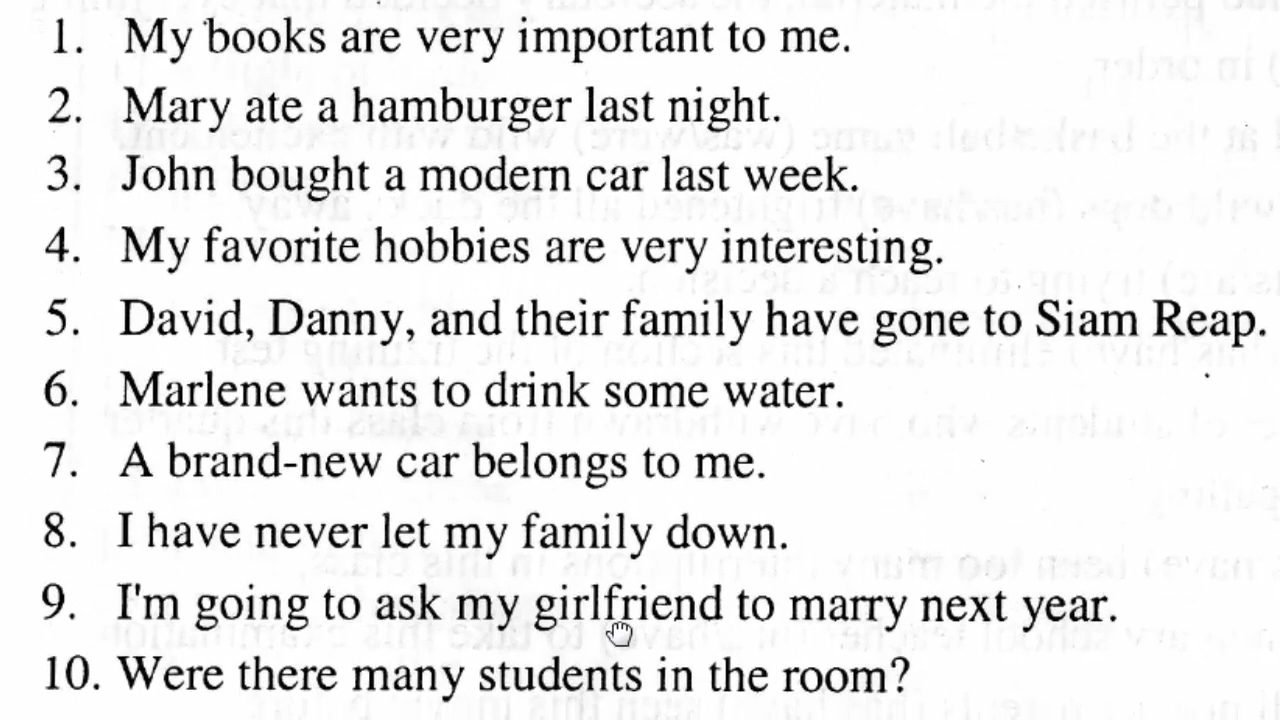 1. My books are very important to me.
2. Mary ate a hamburger last night.
3. John bought a modern car last week.
4. My favorite hobbies are very interesting.
5. David, Danny, and their family have gone to Siam Reap.
6. Marlene wants to drink some water.
7. A brand-new car belongs to me.
8. I have never let my family down.
9. I'm going to ask my girlfriend to marry next year.
10. Were there many students in the room?